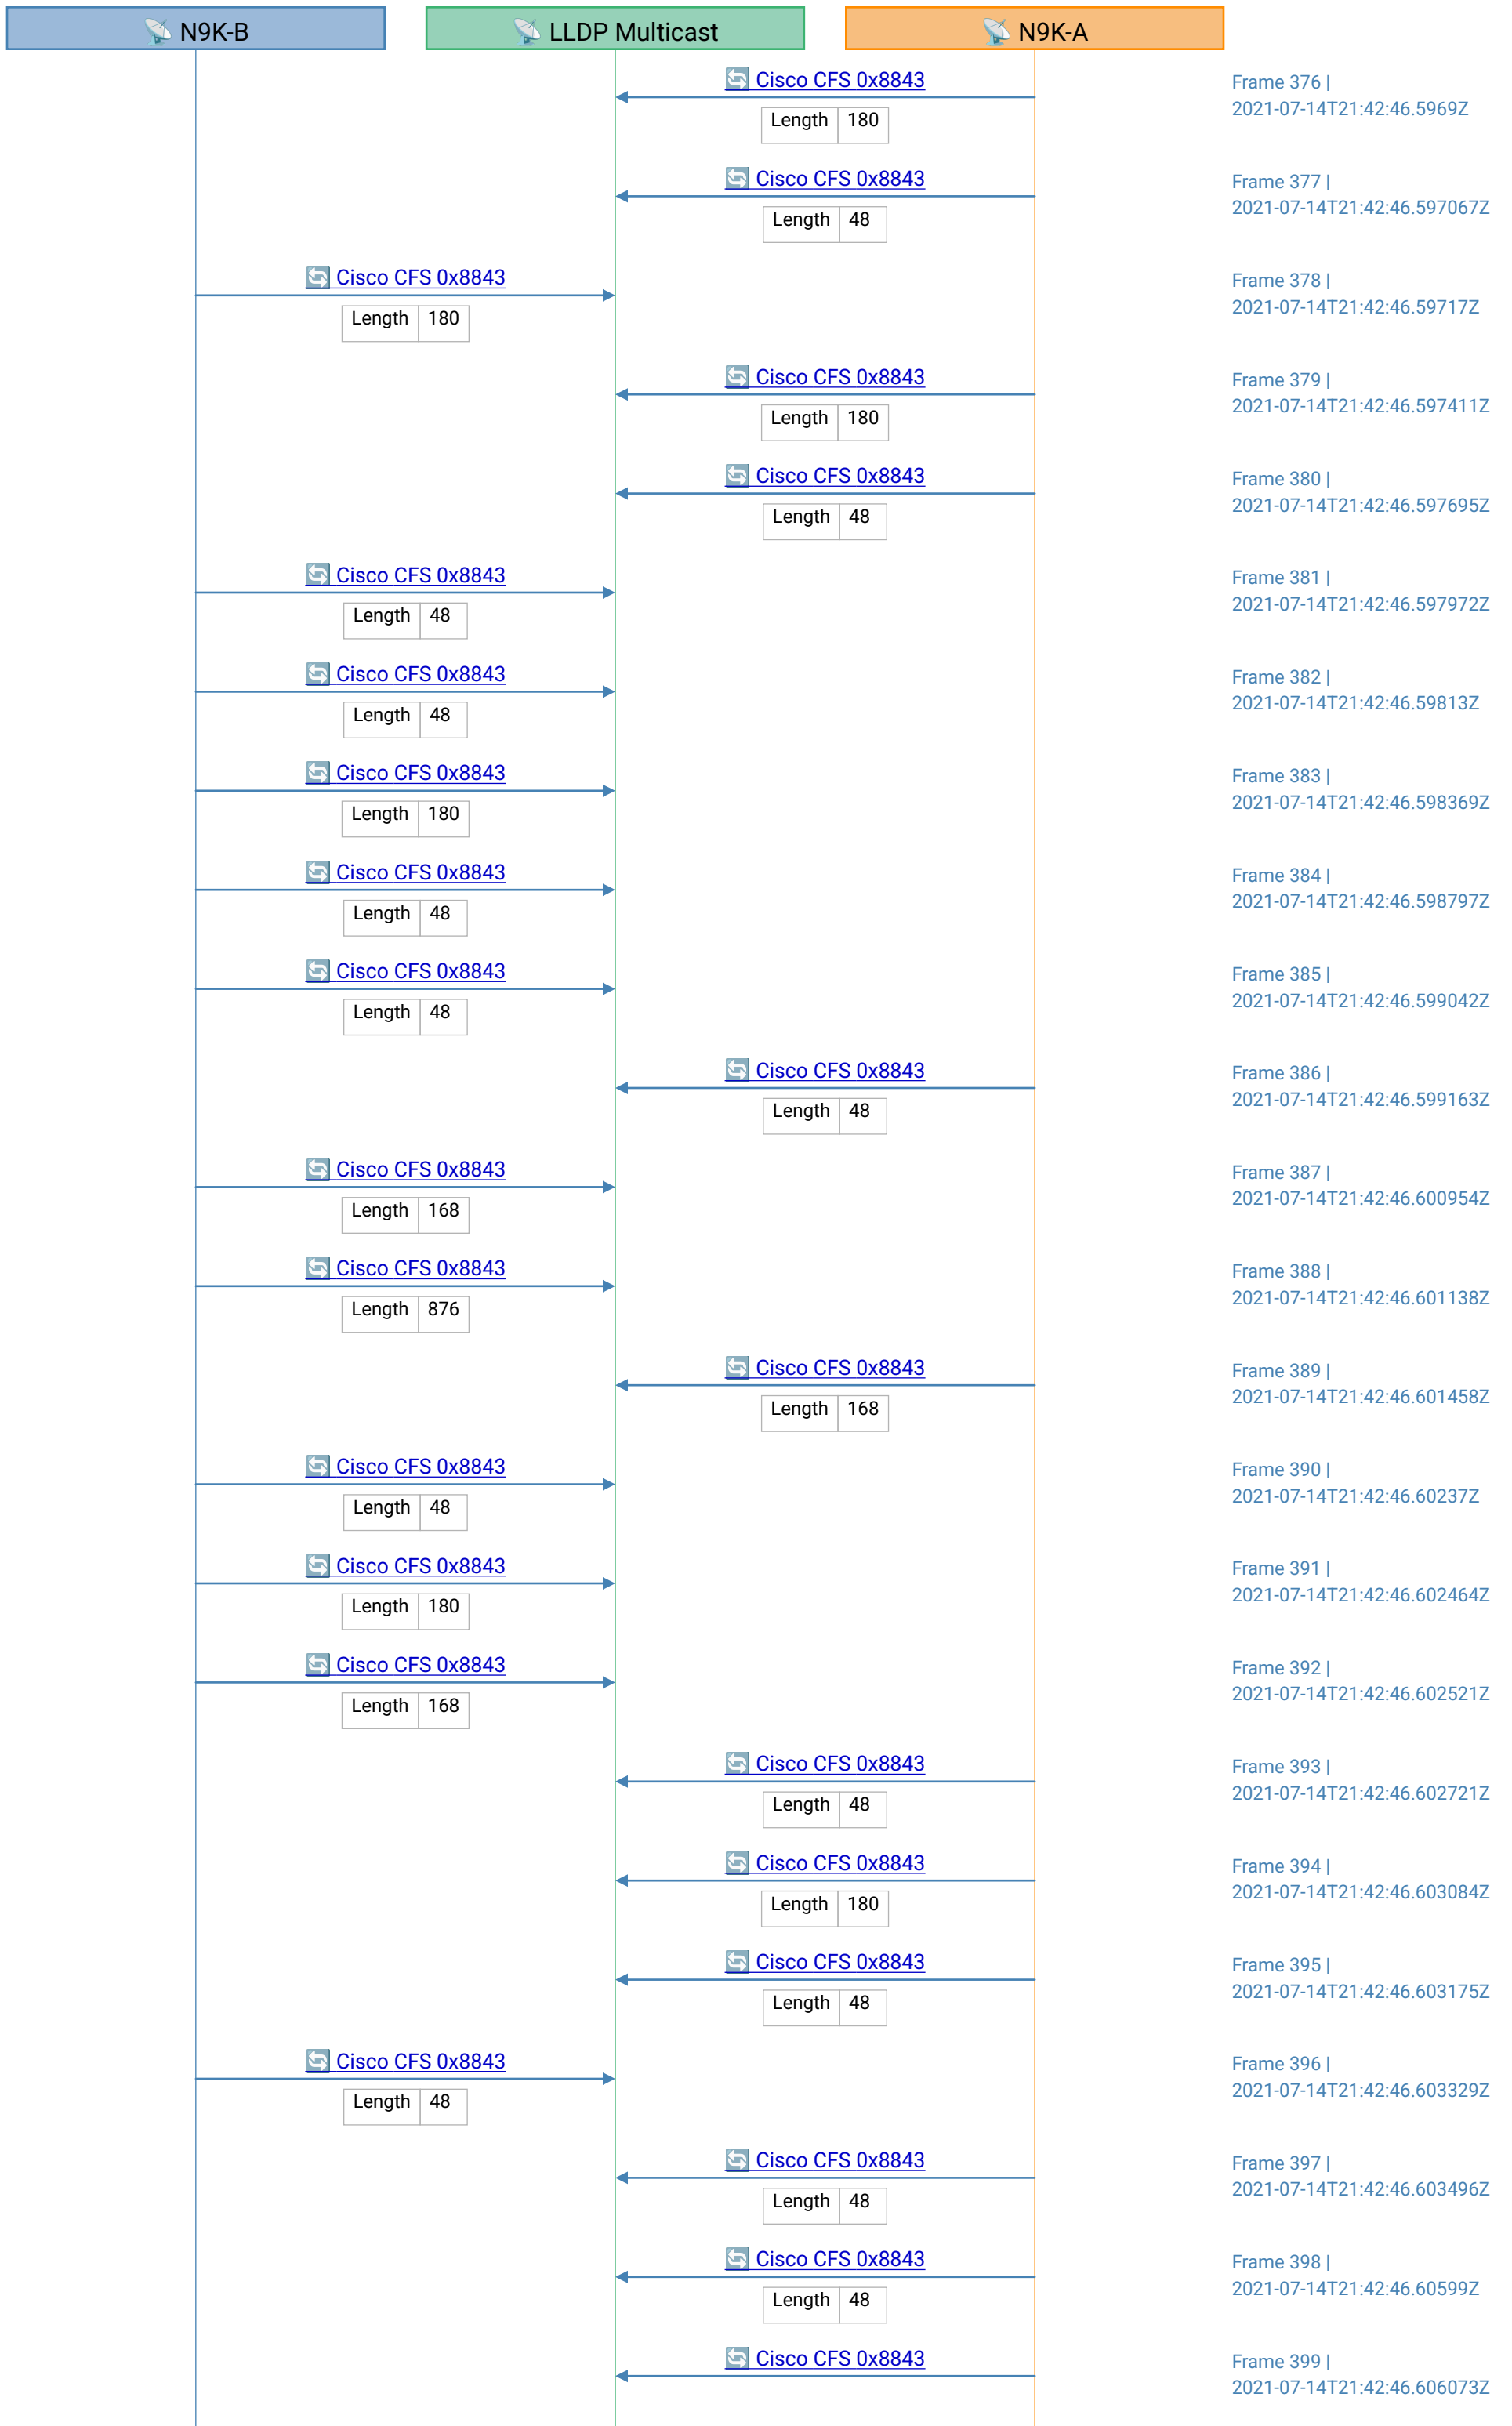 N9K-B
LLDP Multicast
N9K-A
Cisco CFS 0x8843
Frame 376 |
2021-07-14T21:42:46.5969Z
Length 180
Cisco CFS 0x8843
Frame 377 |
2021-07-14T21:42:46.597067Z
Length 48
Cisco CFS 0x8843
Frame 378 |
2021-07-14T21:42:46.59717Z
Length 180
Cisco CFS 0x8843
Frame 379 |
2021-07-14T21:42:46.597411Z
Length 180
Cisco CFS 0x8843
Frame 380 |
2021-07-14T21:42:46.597695Z
Length 48
Cisco CFS 0x8843
Frame 381 |
2021-07-14T21:42:46.597972Z
Length 48
Cisco CFS 0x8843
Frame 382 |
2021-07-14T21:42:46.59813Z
Length 48
Cisco CFS 0x8843
Frame 383 |
2021-07-14T21:42:46.598369Z
Length 180
Cisco CFS 0x8843
Frame 384 |
2021-07-14T21:42:46.598797Z
Length 48
Cisco CFS 0x8843
Frame 385 |
2021-07-14T21:42:46.599042Z
Length 48
Cisco CFS 0x8843
Frame 386 |
2021-07-14T21:42:46.599163Z
Length 48
Cisco CFS 0x8843
Frame 387 |
2021-07-14T21:42:46.600954Z
Length 168
Cisco CFS 0x8843
Frame 388 |
2021-07-14T21:42:46.601138Z
Length 876
Cisco CFS 0x8843
Frame 389 |
2021-07-14T21:42:46.601458Z
Length 168
Cisco CFS 0x8843
Frame 390 |
2021-07-14T21:42:46.60237Z
Length 48
Cisco CFS 0x8843
Frame 391 |
2021-07-14T21:42:46.602464Z
Length 180
Cisco CFS 0x8843
Frame 392 |
2021-07-14T21:42:46.602521Z
Length 168
Cisco CFS 0x8843
Frame 393 |
2021-07-14T21:42:46.602721Z
Length 48
Cisco CFS 0x8843
Frame 394 |
2021-07-14T21:42:46.603084Z
Length 180
Cisco CFS 0x8843
Frame 395 |
2021-07-14T21:42:46.603175Z
Length 48
Cisco CFS 0x8843
Frame 396 |
2021-07-14T21:42:46.603329Z
Length 48
Cisco CFS 0x8843
Frame 397 |
2021-07-14T21:42:46.603496Z
Length 48
Cisco CFS 0x8843
Frame 398 |
2021-07-14T21:42:46.60599Z
Length 48
Cisco CFS 0x8843
Frame 399 |
2021-07-14T21:42:46.606073Z